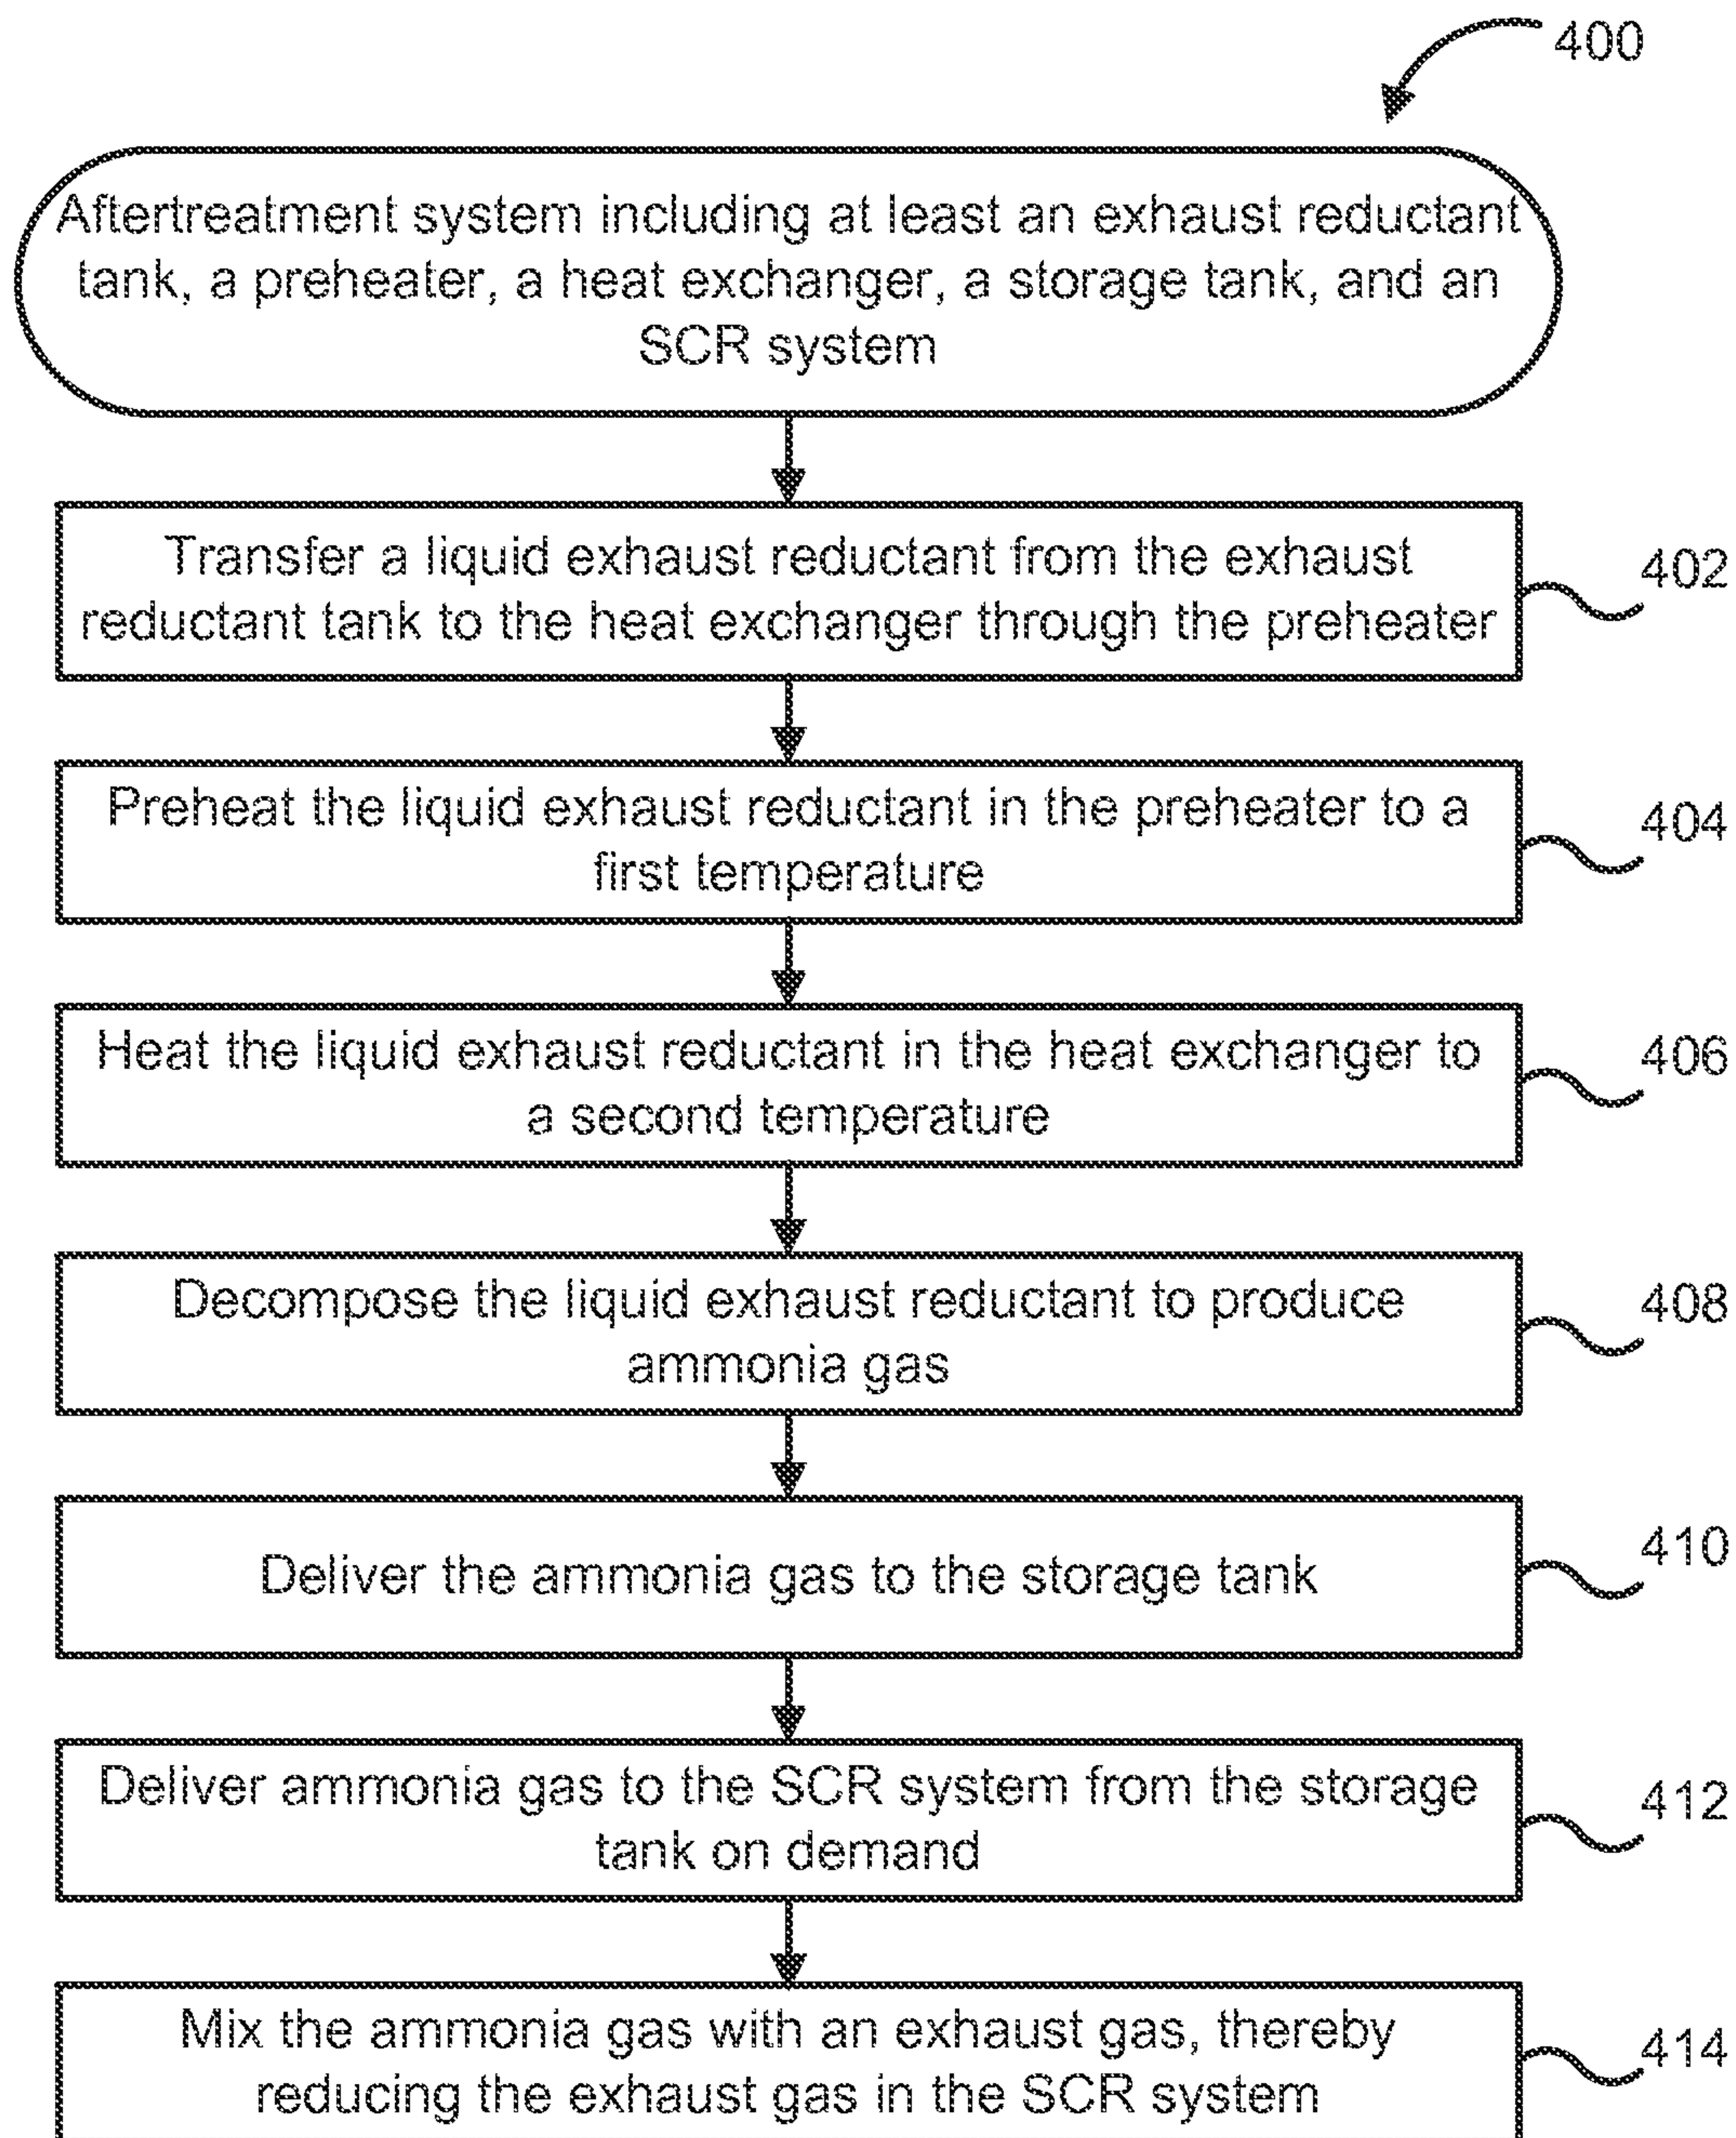 400
Aftertreatment system including at least an exhaust reductant
tank, a preheater, a heat exchanger, a storage tank, and an
SCR system
Transfer a liquid exhaust reductant from the exhaust
reductant tank to the heat exchanger through the preheater
402
Preheat the liquid exhaust reductant in the preheater to a
first temperature
404
Heat the liquid exhaust reductant in the heat exchanger to
a second temperature
406
Decompose the liquid exhaust reductant to produce
ammonia gas
408
Deliver the ammonia gas to the storage tank
410
Deliver ammonia gas to the SCR system from the storage
tank on demand
412
Mix the ammonia gas with an exhaust gas, thereby
reducing the exhaust gas in the SCR system
414